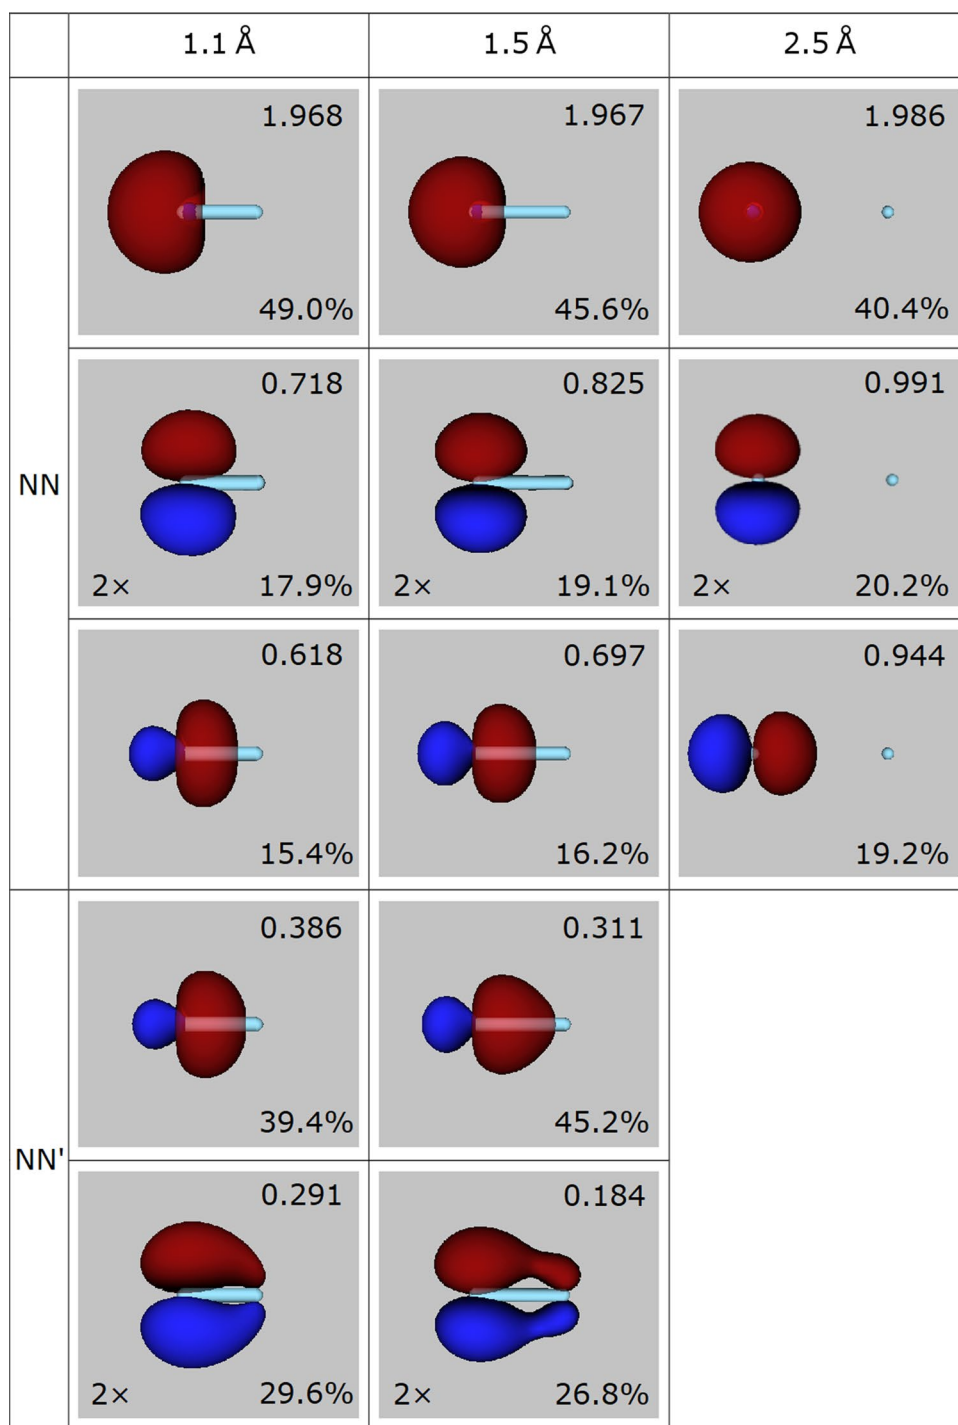 1.1 Å 1.5 Å 2.5 Å
1.968 1.967 1.986
49.0% 45.6% 40.4%
0.718 0.825 0.991
NN
2× 17.9% 2× 19.1% 2× 20.2%
0.618 0.697 0.944
15.4% 16.2% 19.2%
0.386 0.311
39.4% 45.2%
NN'
0.291 0.184
2× 29.6% 2× 26.8%